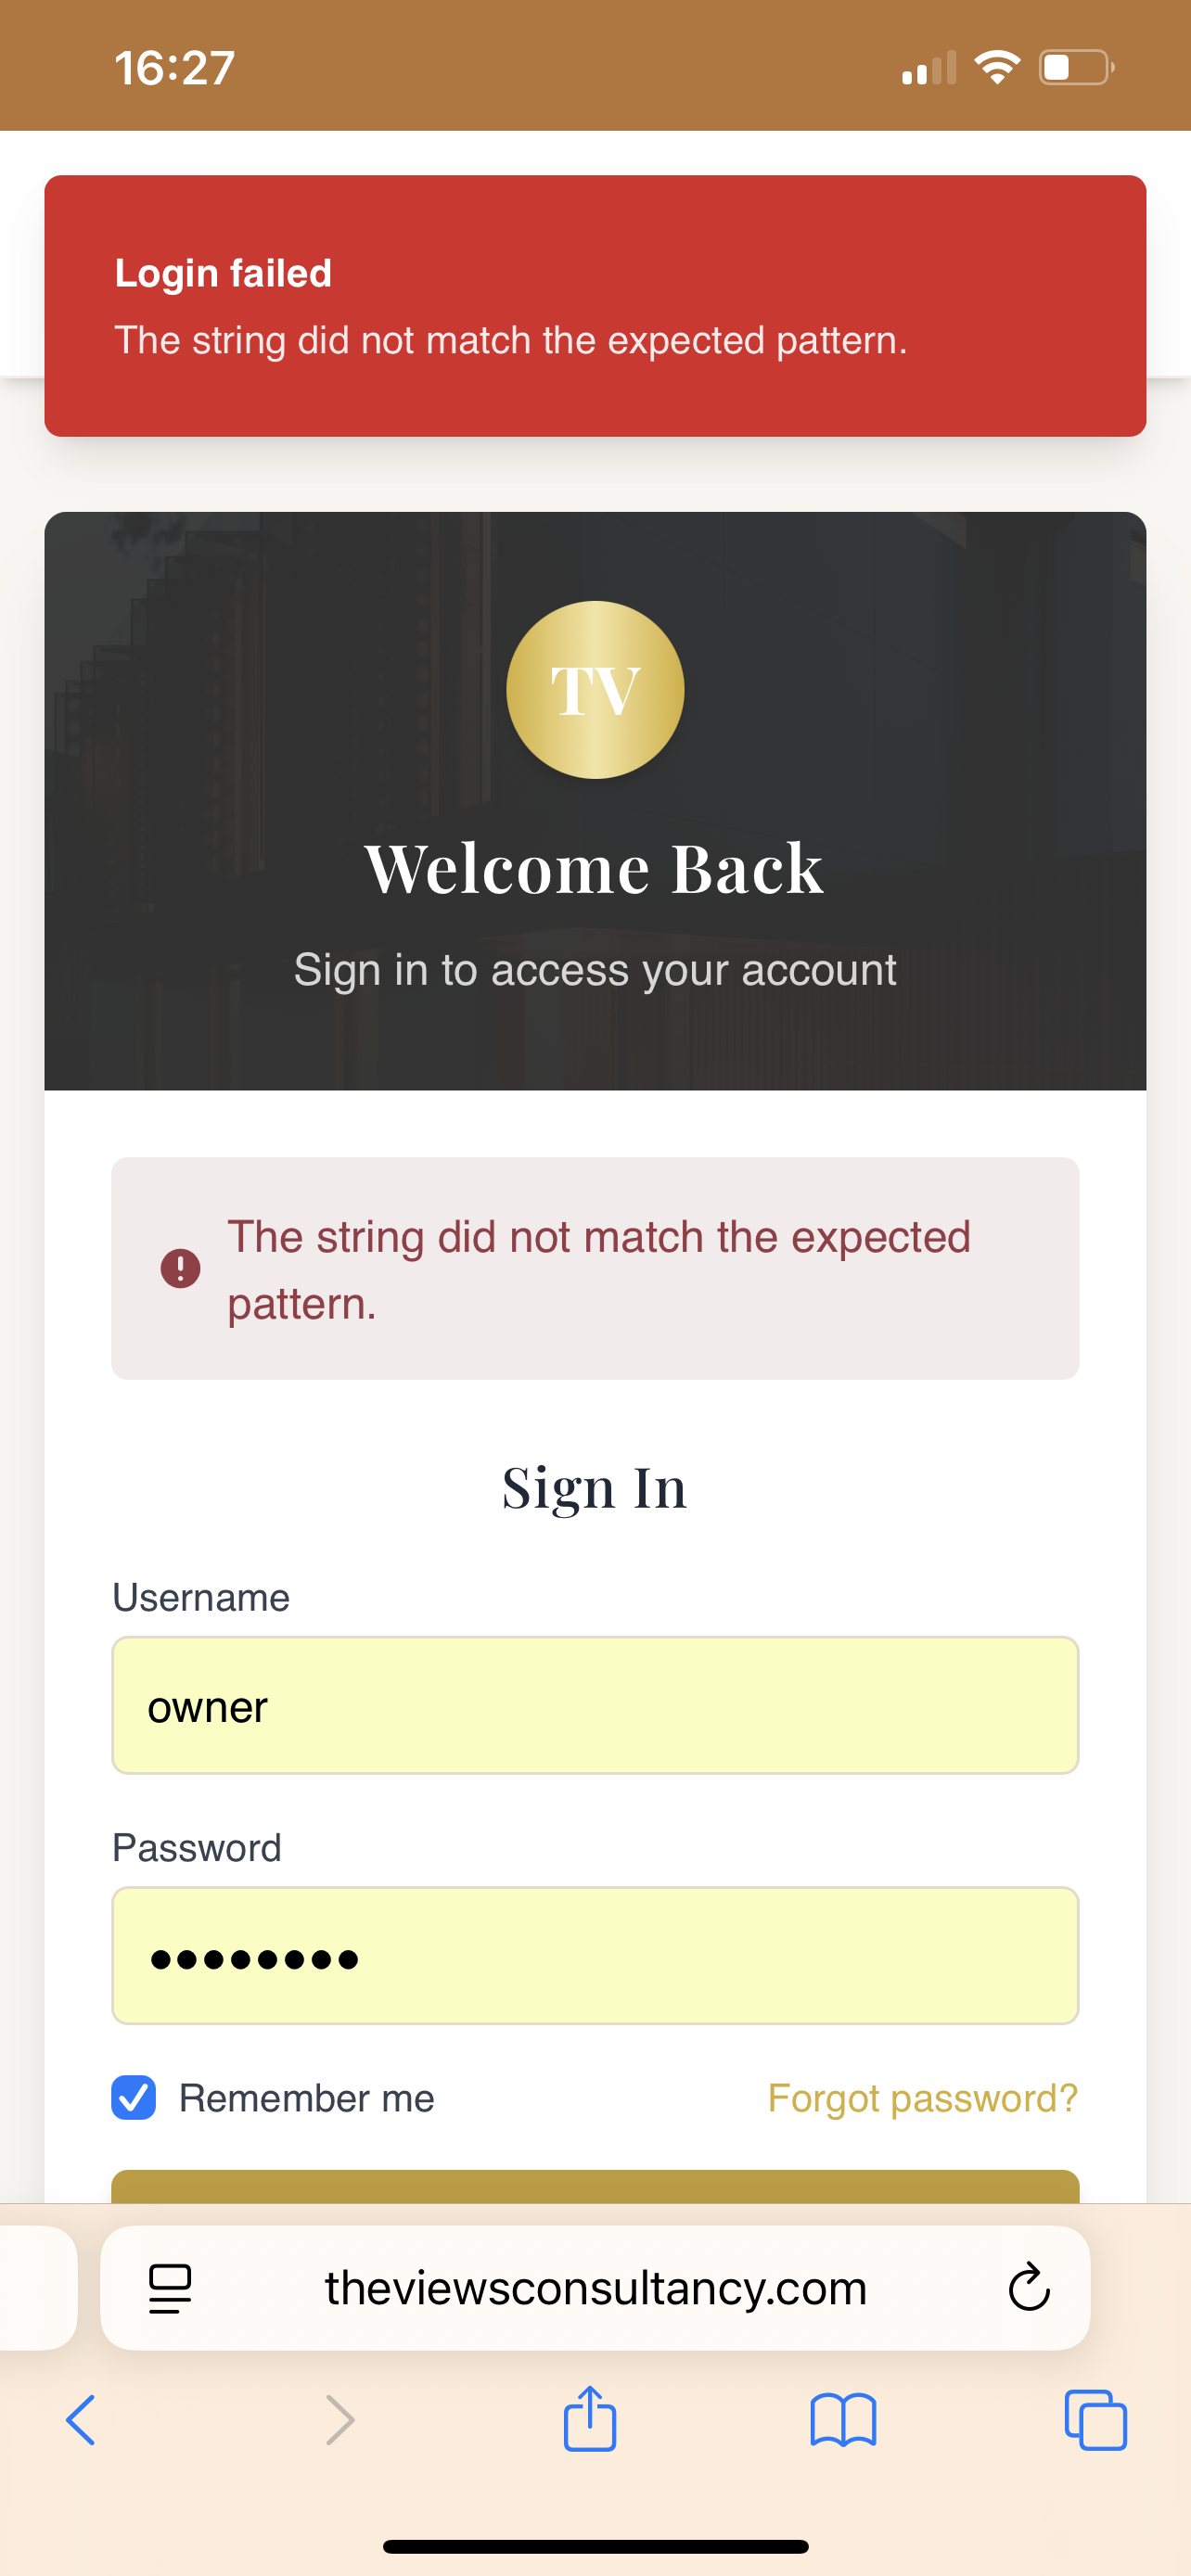 16:27
Login failed
The string did not match the expected pattern.
TV
Welcome Back
Sign in to access your account
The string did not match the expected
pattern.
Sign In
Username
owner
Password
Remember me
Forgot password?
theviewsconsultancy.com